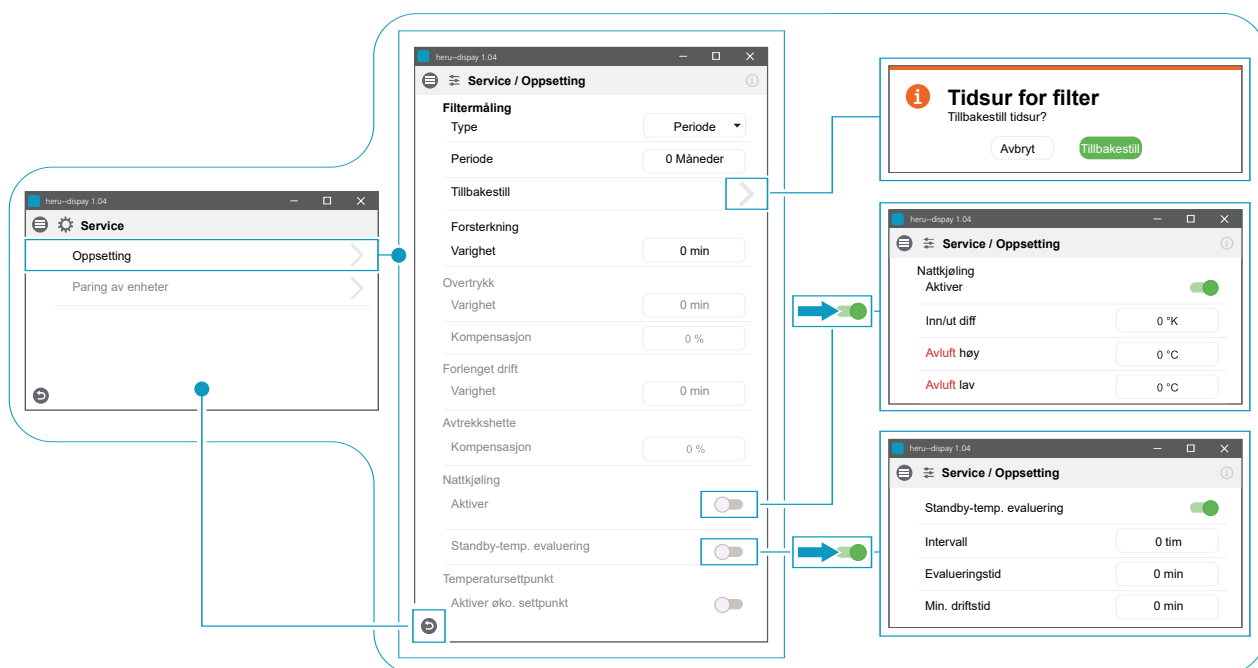 heru--dispay 1.04
Service
Oppsetting
Paring av enheter
heru--dispay 1.04
Service / Oppsetting
Filtermåling
Type
Periode
Periode
0 Måneder
Tillbakestill
Forsterkning
Varighet
0 min
Overtrykk
Varighet
0 min
Kompensasjon
0 %
Forlenget drift
Varighet
0 min
Avtrekkshette
Kompensasjon
0 %
Nattkjøling
Aktiver
Standby-temp. evaluering
Temperatursettpunkt
Aktiver øko. settpunkt
Tidsur for filter
Tillbakestill tidsur?
Avbryt
Tillbakestill
heru--dispay 1.04
Service / Oppsetting
Nattkjøling
Aktiver
Inn/ut diff
0 °K
Avluft høy
0 °C
Avluft lav
0 °C
heru--dispay 1.04
Service / Oppsetting
Standby-temp. evaluering
Intervall
0 tim
Evalueringstid
0 min
Min. driftstid
0 min